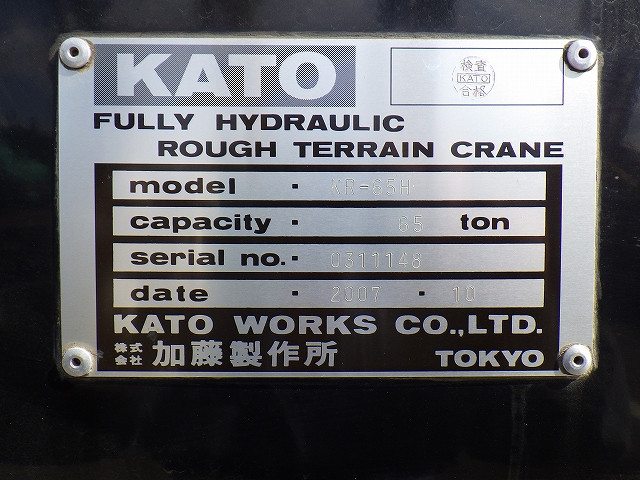 KATO
検査
KATO
合格
FULLY HYDRAULIC
ROUGH TERRAIN CRANE
model · KR-65H
capacity · 65 ton
serial no. · 0311148
date · 2007 · 10
KATO WORKS CO.,LTD.
株式会社 加藤製作所 TOKYO